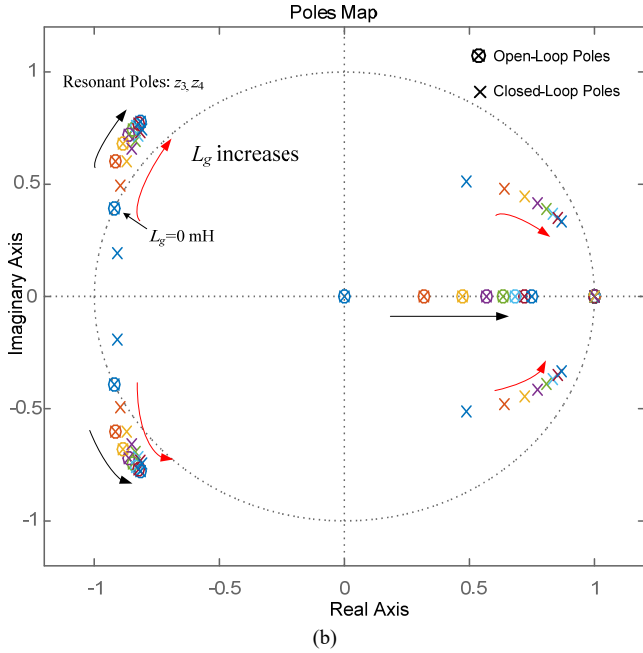 Poles Map
Open-Loop Poles
Closed-Loop Poles
Resonant Poles: z3, z4
Lg increases
Lg=0 mH
Imaginary Axis
1
0.5
0
-0.5
-1
-1
-0.5
0
0.5
1
Real Axis
(b)